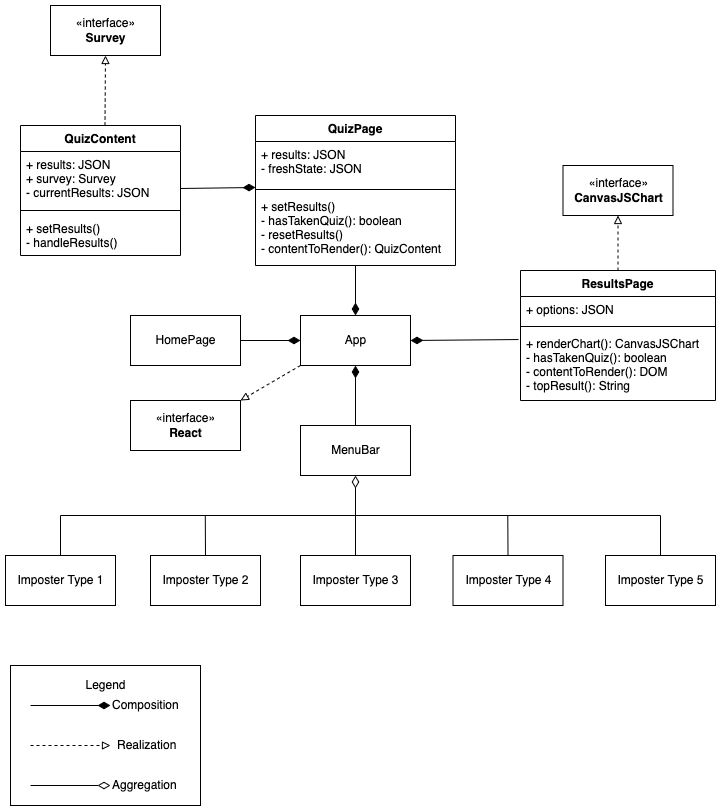 «interface»
Survey
QuizContent
+ results: JSON
+ survey: Survey
- currentResults: JSON
+ setResults()
- handleResults()
QuizPage
+ results: JSON
- freshState: JSON
+ setResults()
- hasTakenQuiz(): boolean
- resetResults()
- contentToRender(): QuizContent
«interface»
CanvasJSChart
ResultsPage
+ options: JSON
+ renderChart(): CanvasJSChart
- hasTakenQuiz(): boolean
- contentToRender(): DOM
- topResult(): String
HomePage
App
«interface»
React
MenuBar
Imposter Type 1
Imposter Type 2
Imposter Type 3
Imposter Type 4
Imposter Type 5
Legend
Composition
Realization
Aggregation